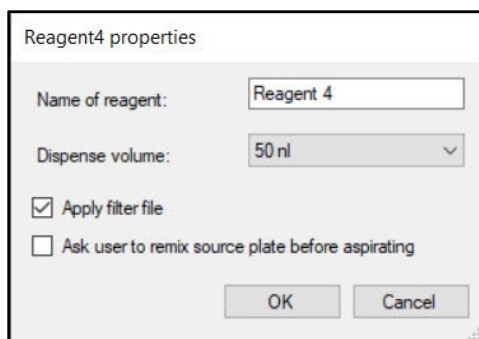 Reagent4 properties
Name of reagent: Reagent 4
Dispense volume: 50 nl
Apply filter file
Ask user to remix source plate before aspirating
OK Cancel